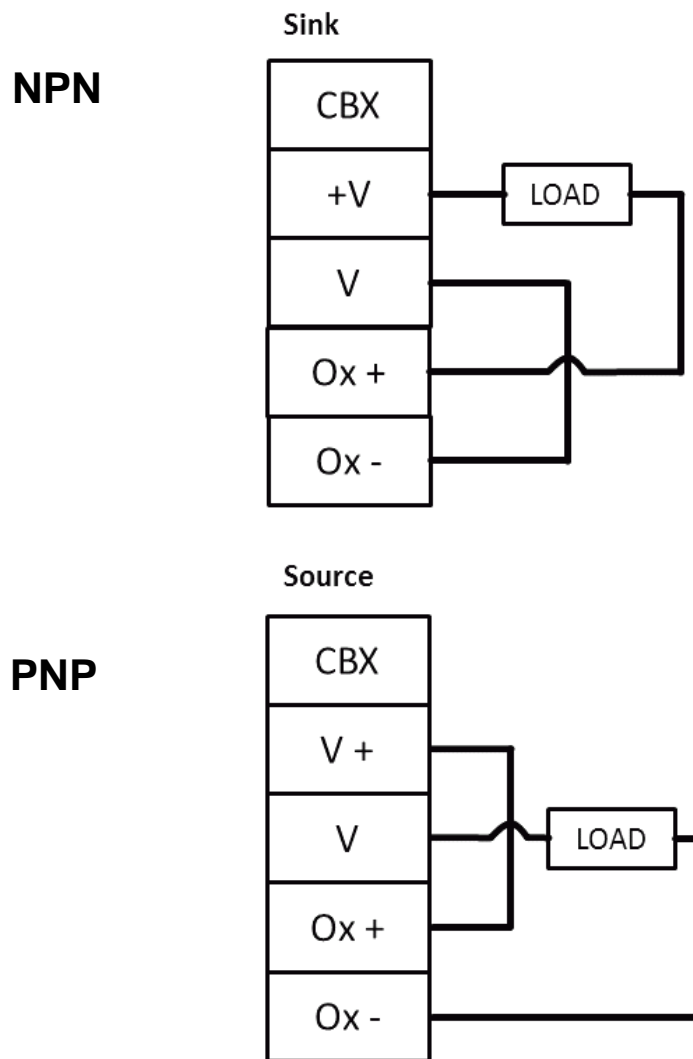 Sink
NPN
CBX
+V
LOAD
V
Ox +
Ox -
Source
PNP
CBX
V +
V
LOAD
Ox +
Ox -